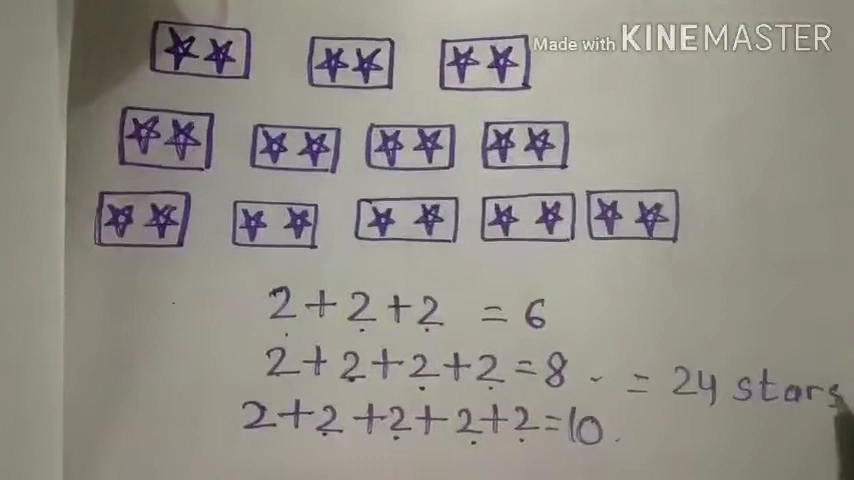 Made with KINEMASTER
2 + 2 + 2 = 6
2 + 2 + 2 + 2 = 8
= 24 stars
2 + 2 + 2 + 2 + 2 = 10